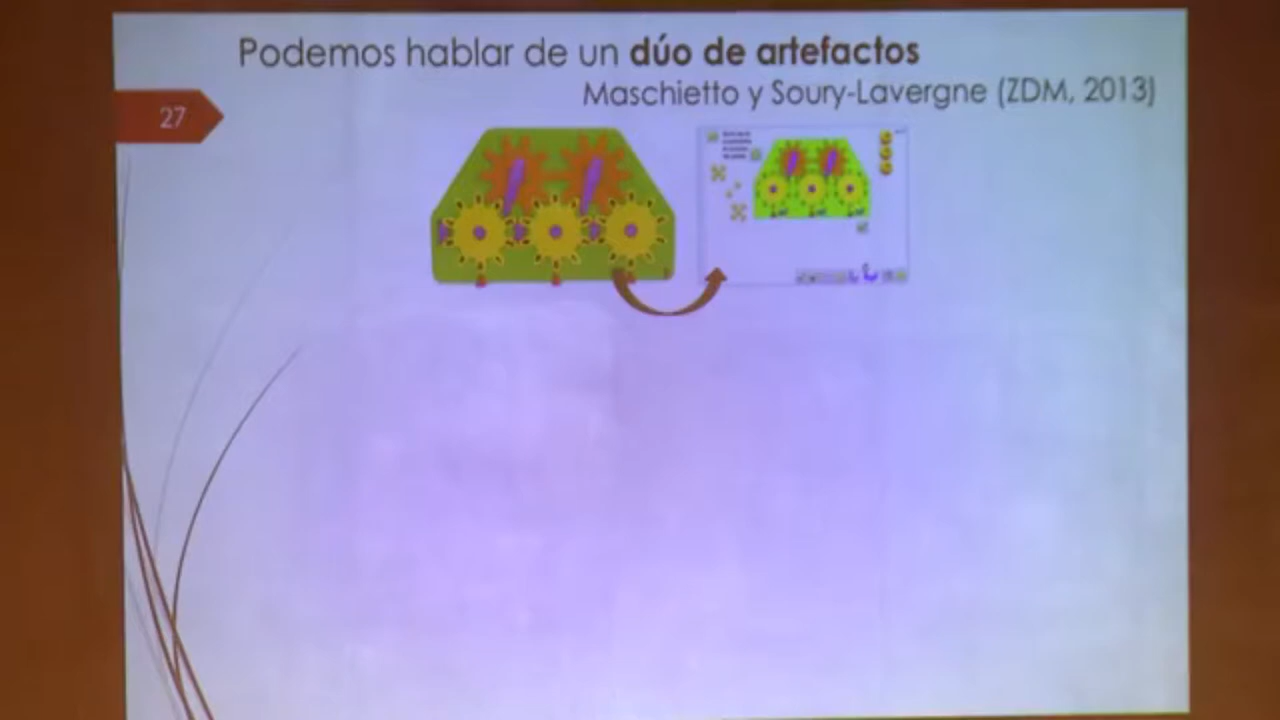 Podemos hablar de un dúo de artefactos
Maschietto y Soury-Lavergne (ZDM, 2013)
27